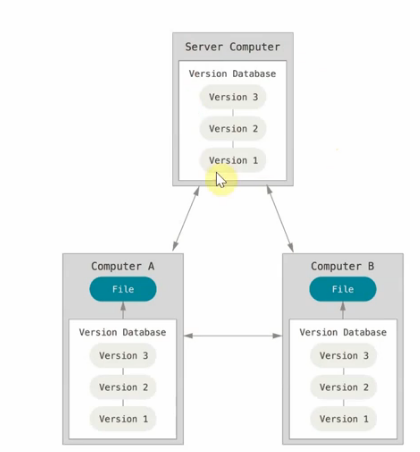 Server Computer
Version Database
Version 3
Version 2
Version 1
Computer A
File
Version Database
Version 3
Version 2
Version 1
Computer B
File
Version Database
Version 3
Version 2
Version 1